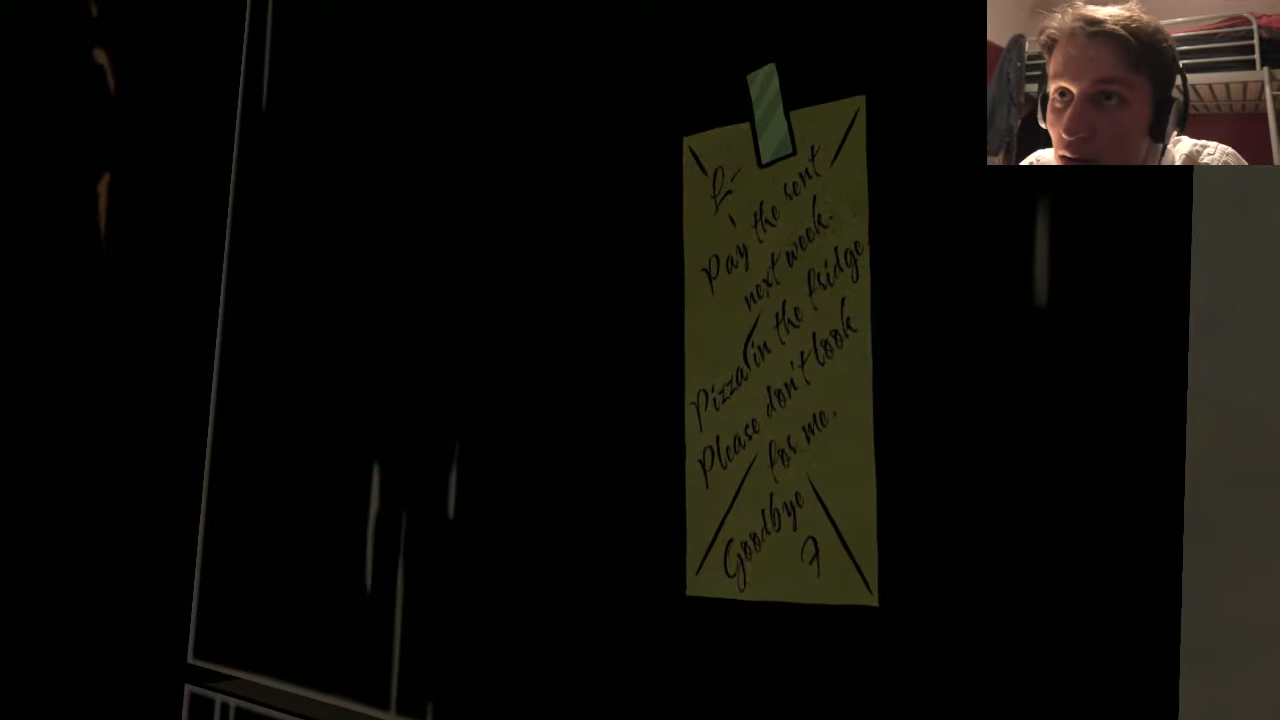 E-
Pay the rent
next week.
Pizza in the fridge.
Please don't look
for me.
Goodbye
F